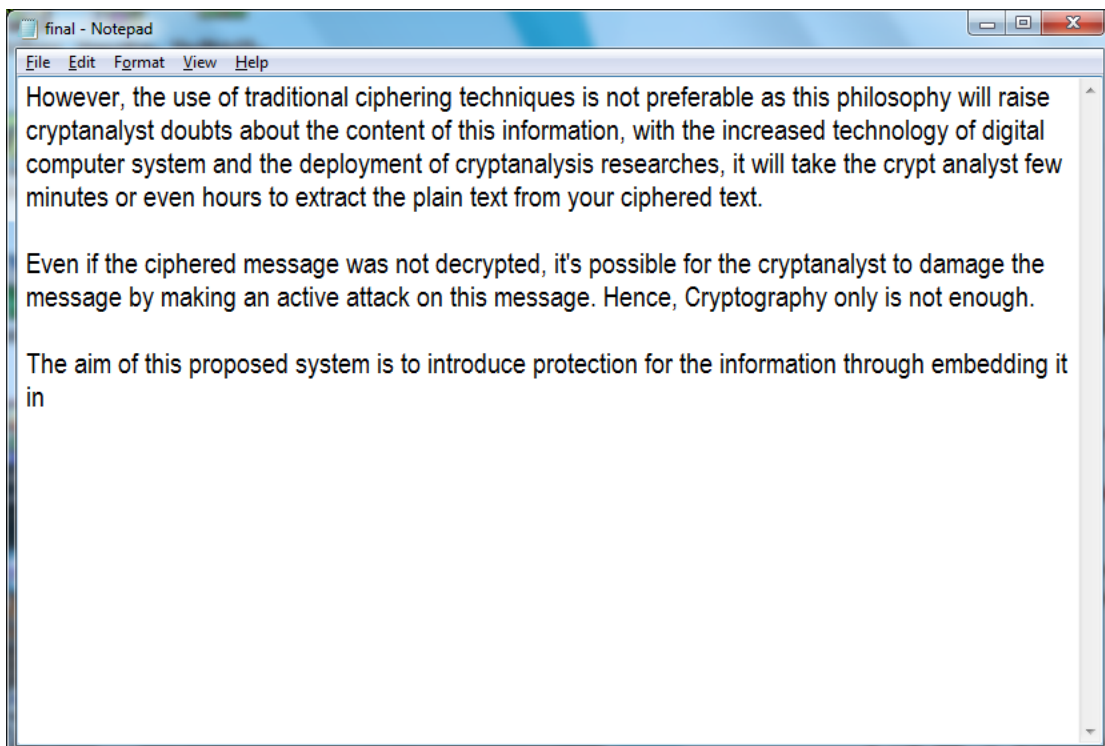 final - Notepad
File Edit Format View Help
However, the use of traditional ciphering techniques is not preferable as this philosophy will raise
cryptanalyst doubts about the content of this information, with the increased technology of digital
computer system and the deployment of cryptanalysis researches, it will take the crypt analyst few
minutes or even hours to extract the plain text from your ciphered text.
Even if the ciphered message was not decrypted, it's possible for the cryptanalyst to damage the
message by making an active attack on this message. Hence, Cryptography only is not enough.
The aim of this proposed system is to introduce protection for the information through embedding it
in